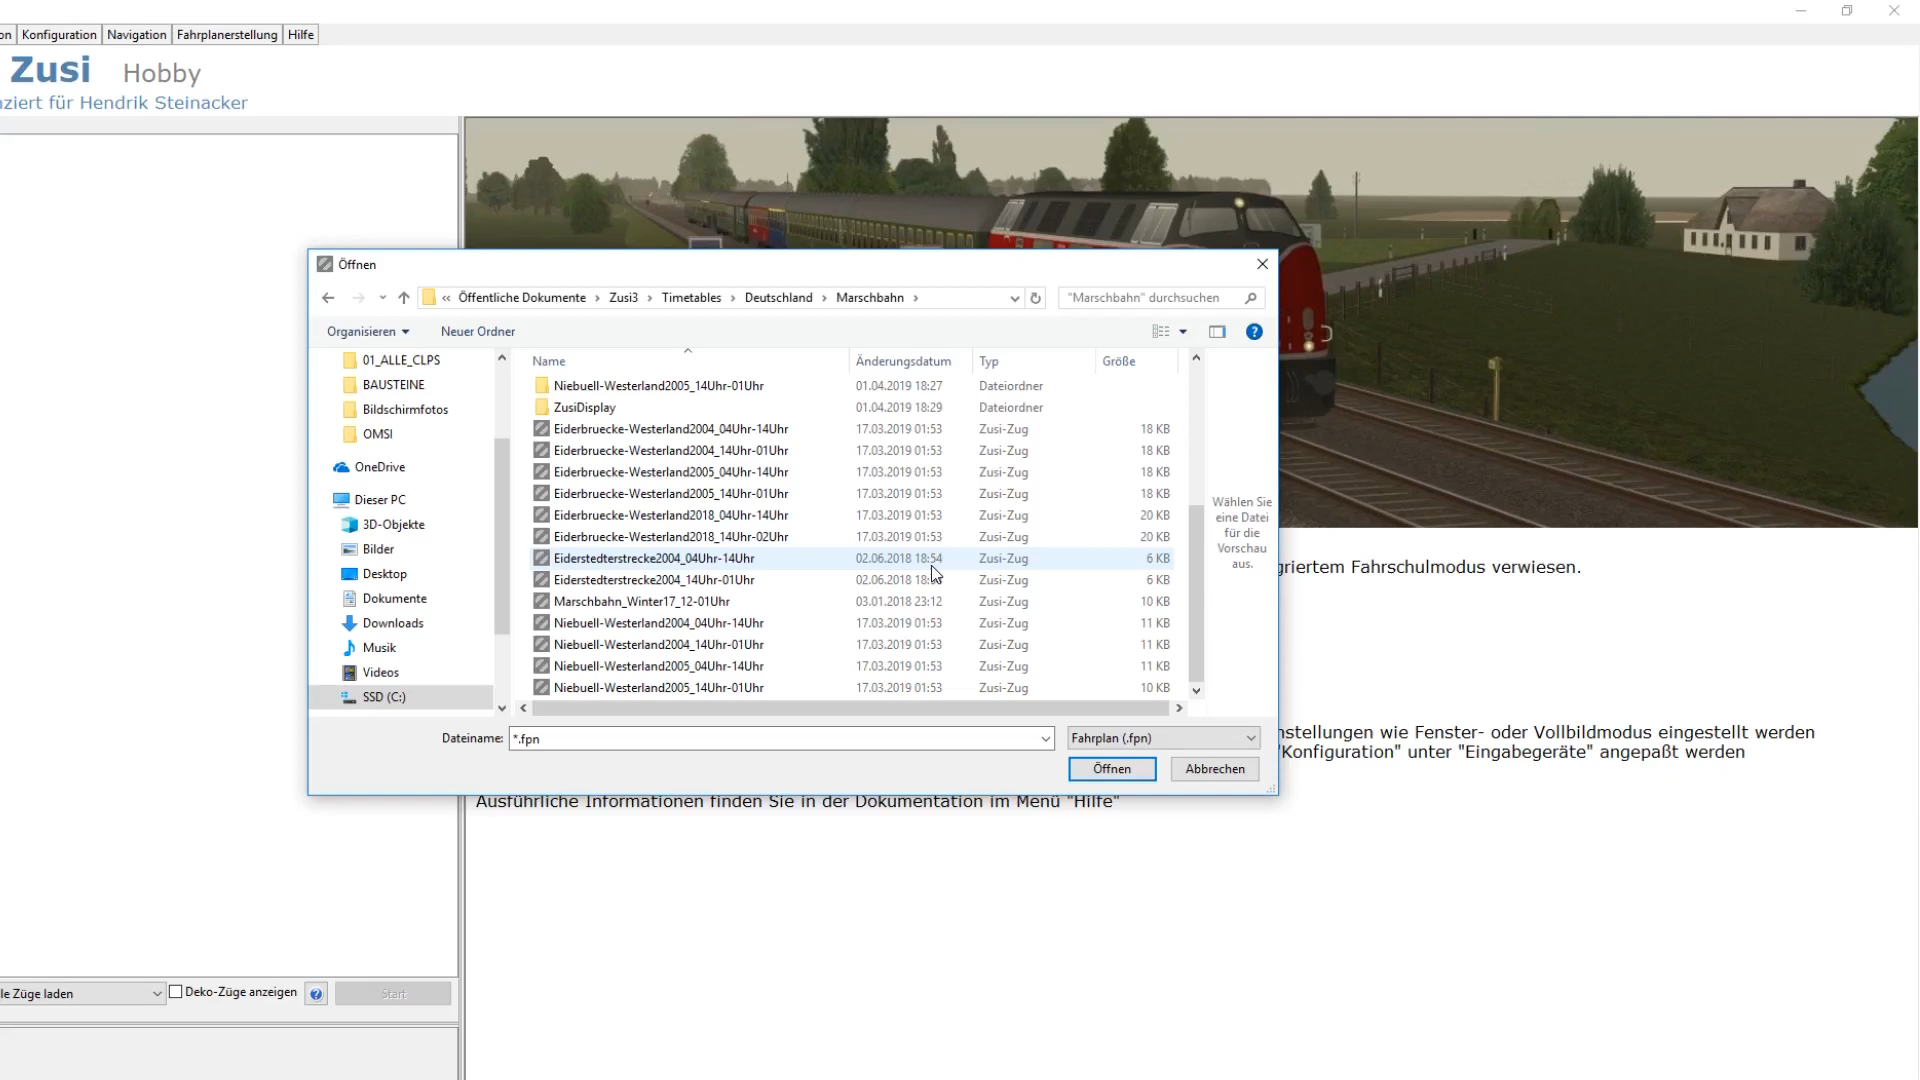 on Konfiguration Navigation Fahrplanerstellung Hilfe
Zusi Hobby
nziert für Hendrik Steinacker
Öffnen
« Öffentliche Dokumente › Zusi3 › Timetables › Deutschland › Marschbahn ›
"Marschbahn" durchsuchen
Organisieren Neuer Ordner
01_ALLE_CLPS
BAUSTEINE
Bildschirmfotos
OMSI
OneDrive
Dieser PC
3D-Objekte
Bilder
Desktop
Dokumente
Downloads
Musik
Videos
SSD (C:)
Name Änderungsdatum Typ Größe
Niebuell-Westerland2005_14Uhr-01Uhr 01.04.2019 18:27 Dateiordner
ZusiDisplay 01.04.2019 18:29 Dateiordner
Eiderbruecke-Westerland2004_04Uhr-14Uhr 17.03.2019 01:53 Zusi-Zug 18 KB
Eiderbruecke-Westerland2004_14Uhr-01Uhr 17.03.2019 01:53 Zusi-Zug 18 KB
Eiderbruecke-Westerland2005_04Uhr-14Uhr 17.03.2019 01:53 Zusi-Zug 18 KB
Eiderbruecke-Westerland2005_14Uhr-01Uhr 17.03.2019 01:53 Zusi-Zug 18 KB
Eiderbruecke-Westerland2018_04Uhr-14Uhr 17.03.2019 01:53 Zusi-Zug 20 KB
Eiderbruecke-Westerland2018_14Uhr-02Uhr 17.03.2019 01:53 Zusi-Zug 20 KB
Eiderstedterstrecke2004_04Uhr-14Uhr 02.06.2018 18:54 Zusi-Zug 6 KB
Eiderstedterstrecke2004_14Uhr-01Uhr 02.06.2018 Zusi-Zug 6 KB
Marschbahn_Winter17_12-01Uhr 03.01.2018 23:12 Zusi-Zug 10 KB
Niebuell-Westerland2004_04Uhr-14Uhr 17.03.2019 01:53 Zusi-Zug 11 KB
Niebuell-Westerland2004_14Uhr-01Uhr 17.03.2019 01:53 Zusi-Zug 11 KB
Niebuell-Westerland2005_04Uhr-14Uhr 17.03.2019 01:53 Zusi-Zug 11 KB
Niebuell-Westerland2005_14Uhr-01Uhr 17.03.2019 01:53 Zusi-Zug 10 KB
Wählen Sie
eine Datei
für die
Vorschau
aus.
Dateiname: *.fpn Fahrplan (.fpn)
Öffnen Abbrechen
griertem Fahrschulmodus verwiesen.
nstellungen wie Fenster- oder Vollbildmodus eingestellt werden
"Konfiguration" unter "Eingabegeräte" angepaßt werden
Ausführliche Informationen finden Sie in der Dokumentation im Menü "Hilfe"
le Züge laden Deko-Züge anzeigen Start